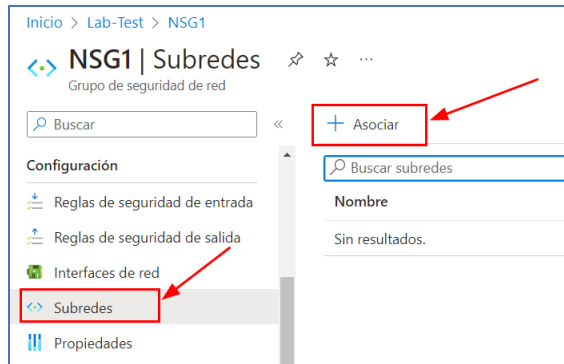 Inicio > Lab-Test > NSG1
NSG1 | Subredes
Grupo de seguridad de red
Buscar
Asociar
Configuración
Buscar subredes
Reglas de seguridad de entrada
Nombre
Reglas de seguridad de salida
Sin resultados.
Interfaces de red
Subredes
Propiedades